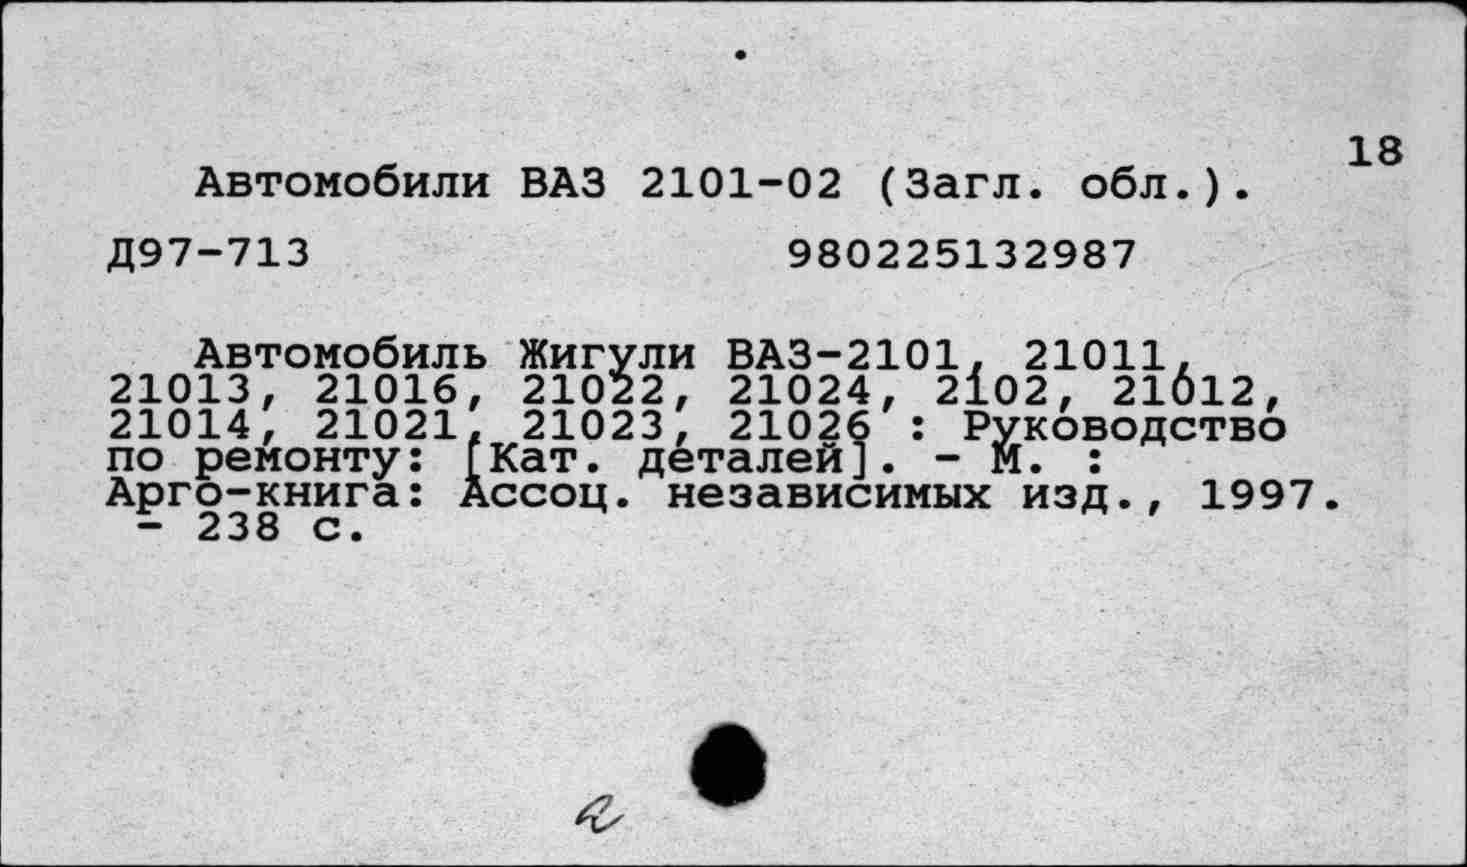 18
Автомобили ВАЗ 2101-02 (Загл. обл.).
Д97-713 980225132987
Автомобиль Жигули ВАЗ-2101, 21011,
21013, 21016, 21022, 21024, 2102, 21012,
21014, 21021, 21023, 21026 : Руководство
по ремонту: [Кат. деталей]. - М. :
Арго-книга: Ассоц. независимых изд., 1997.
- 238 с.